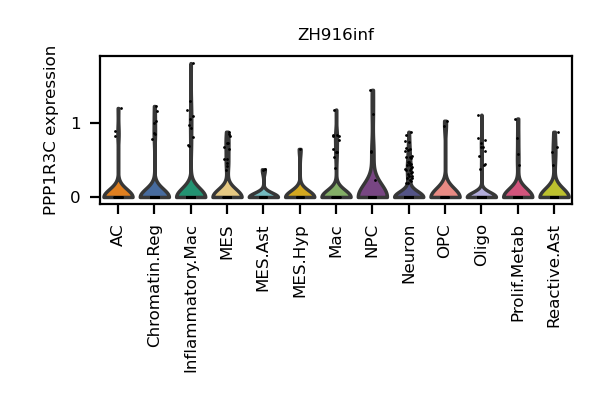 ZH916inf
PPP1R3C expression
1
0
AC
Chromatin.Reg
Inflammatory.Mac
MES
MES.Ast
MES.Hyp
Mac
NPC
Neuron
OPC
Oligo
Prolif.Metab
Reactive.Ast